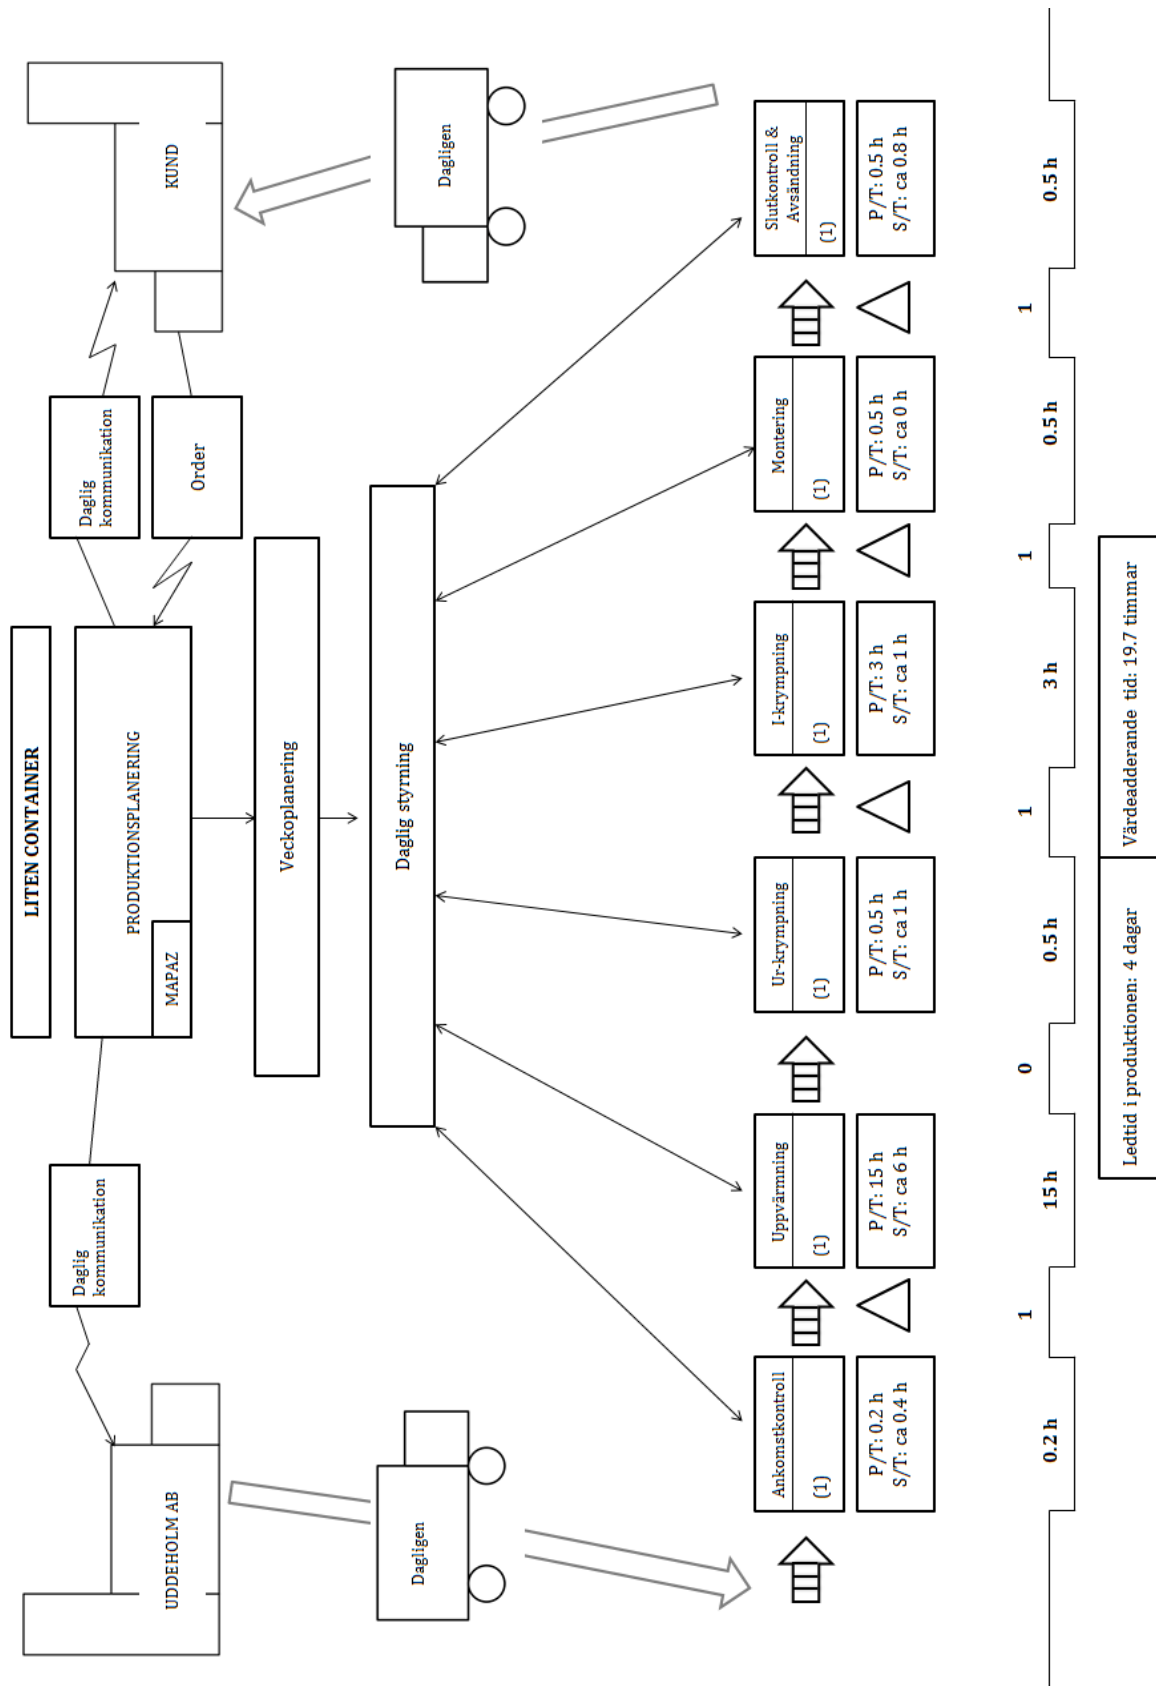 LITEN CONTAINER
UDDEHOLM AB
Daglig
kommunikation
PRODUKTIONSPLANERING
MAPAZ
Daglig
kommunikation
Order
KUND
Veckoplanering
Daglig styrning
Dagligen
Dagligen
Ankomstkontroll
(1)
P/T: 0.2 h
S/T: ca 0.4 h
Uppvärmning
(1)
P/T: 15 h
S/T: ca 6 h
Ur-krympning
(1)
P/T: 0.5 h
S/T: ca 1 h
I-krympning
(1)
P/T: 3 h
S/T: ca 1 h
Montering
(1)
P/T: 0.5 h
S/T: ca 0 h
Slutkontroll &
Avsändning
(1)
P/T: 0.5 h
S/T: ca 0.8 h
0.2 h
1
15 h
0
0.5 h
1
3 h
1
0.5 h
1
0.5 h
Ledtid i produktionen: 4 dagar
Värdeadderande tid: 19.7 timmar